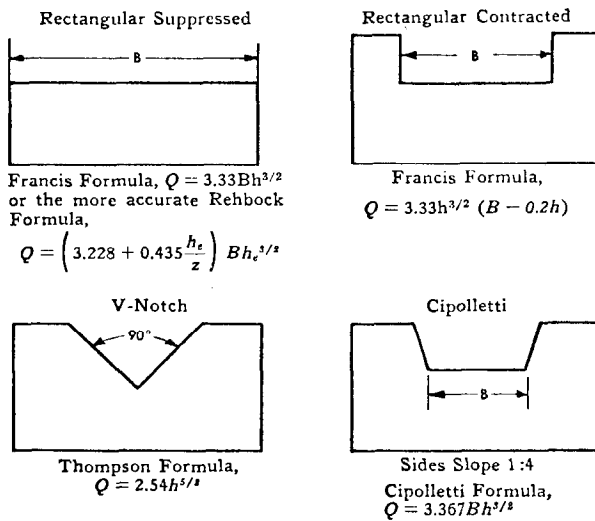 Rectangular Suppressed
B
Francis Formula, Q = 3.33Bh^3/2
or the more accurate Rehbock
Formula,
Q = (3.228 + 0.435 h_e/z) Bh_e^3/2
Rectangular Contracted
B
Francis Formula,
Q = 3.33h^3/2 (B − 0.2h)
V-Notch
90°
Thompson Formula,
Q = 2.54h^5/2
Cipolletti
B
Sides Slope 1:4
Cipolletti Formula,
Q = 3.367Bh^3/2